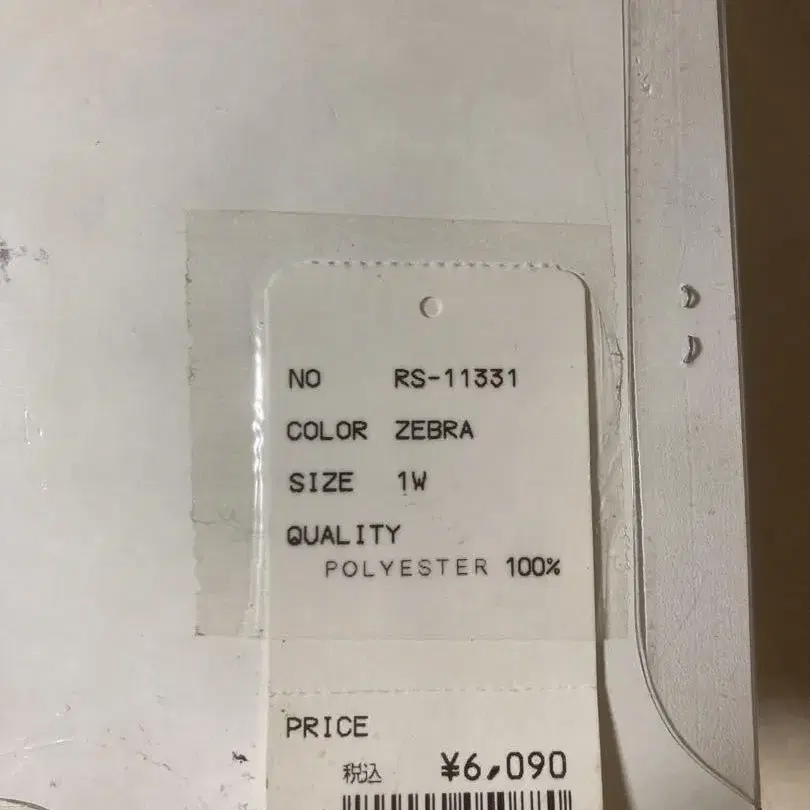 NO RS-11331
COLOR ZEBRA
SIZE 1W
QUALITY
POLYESTER 100%
PRICE
税込 ¥6,090